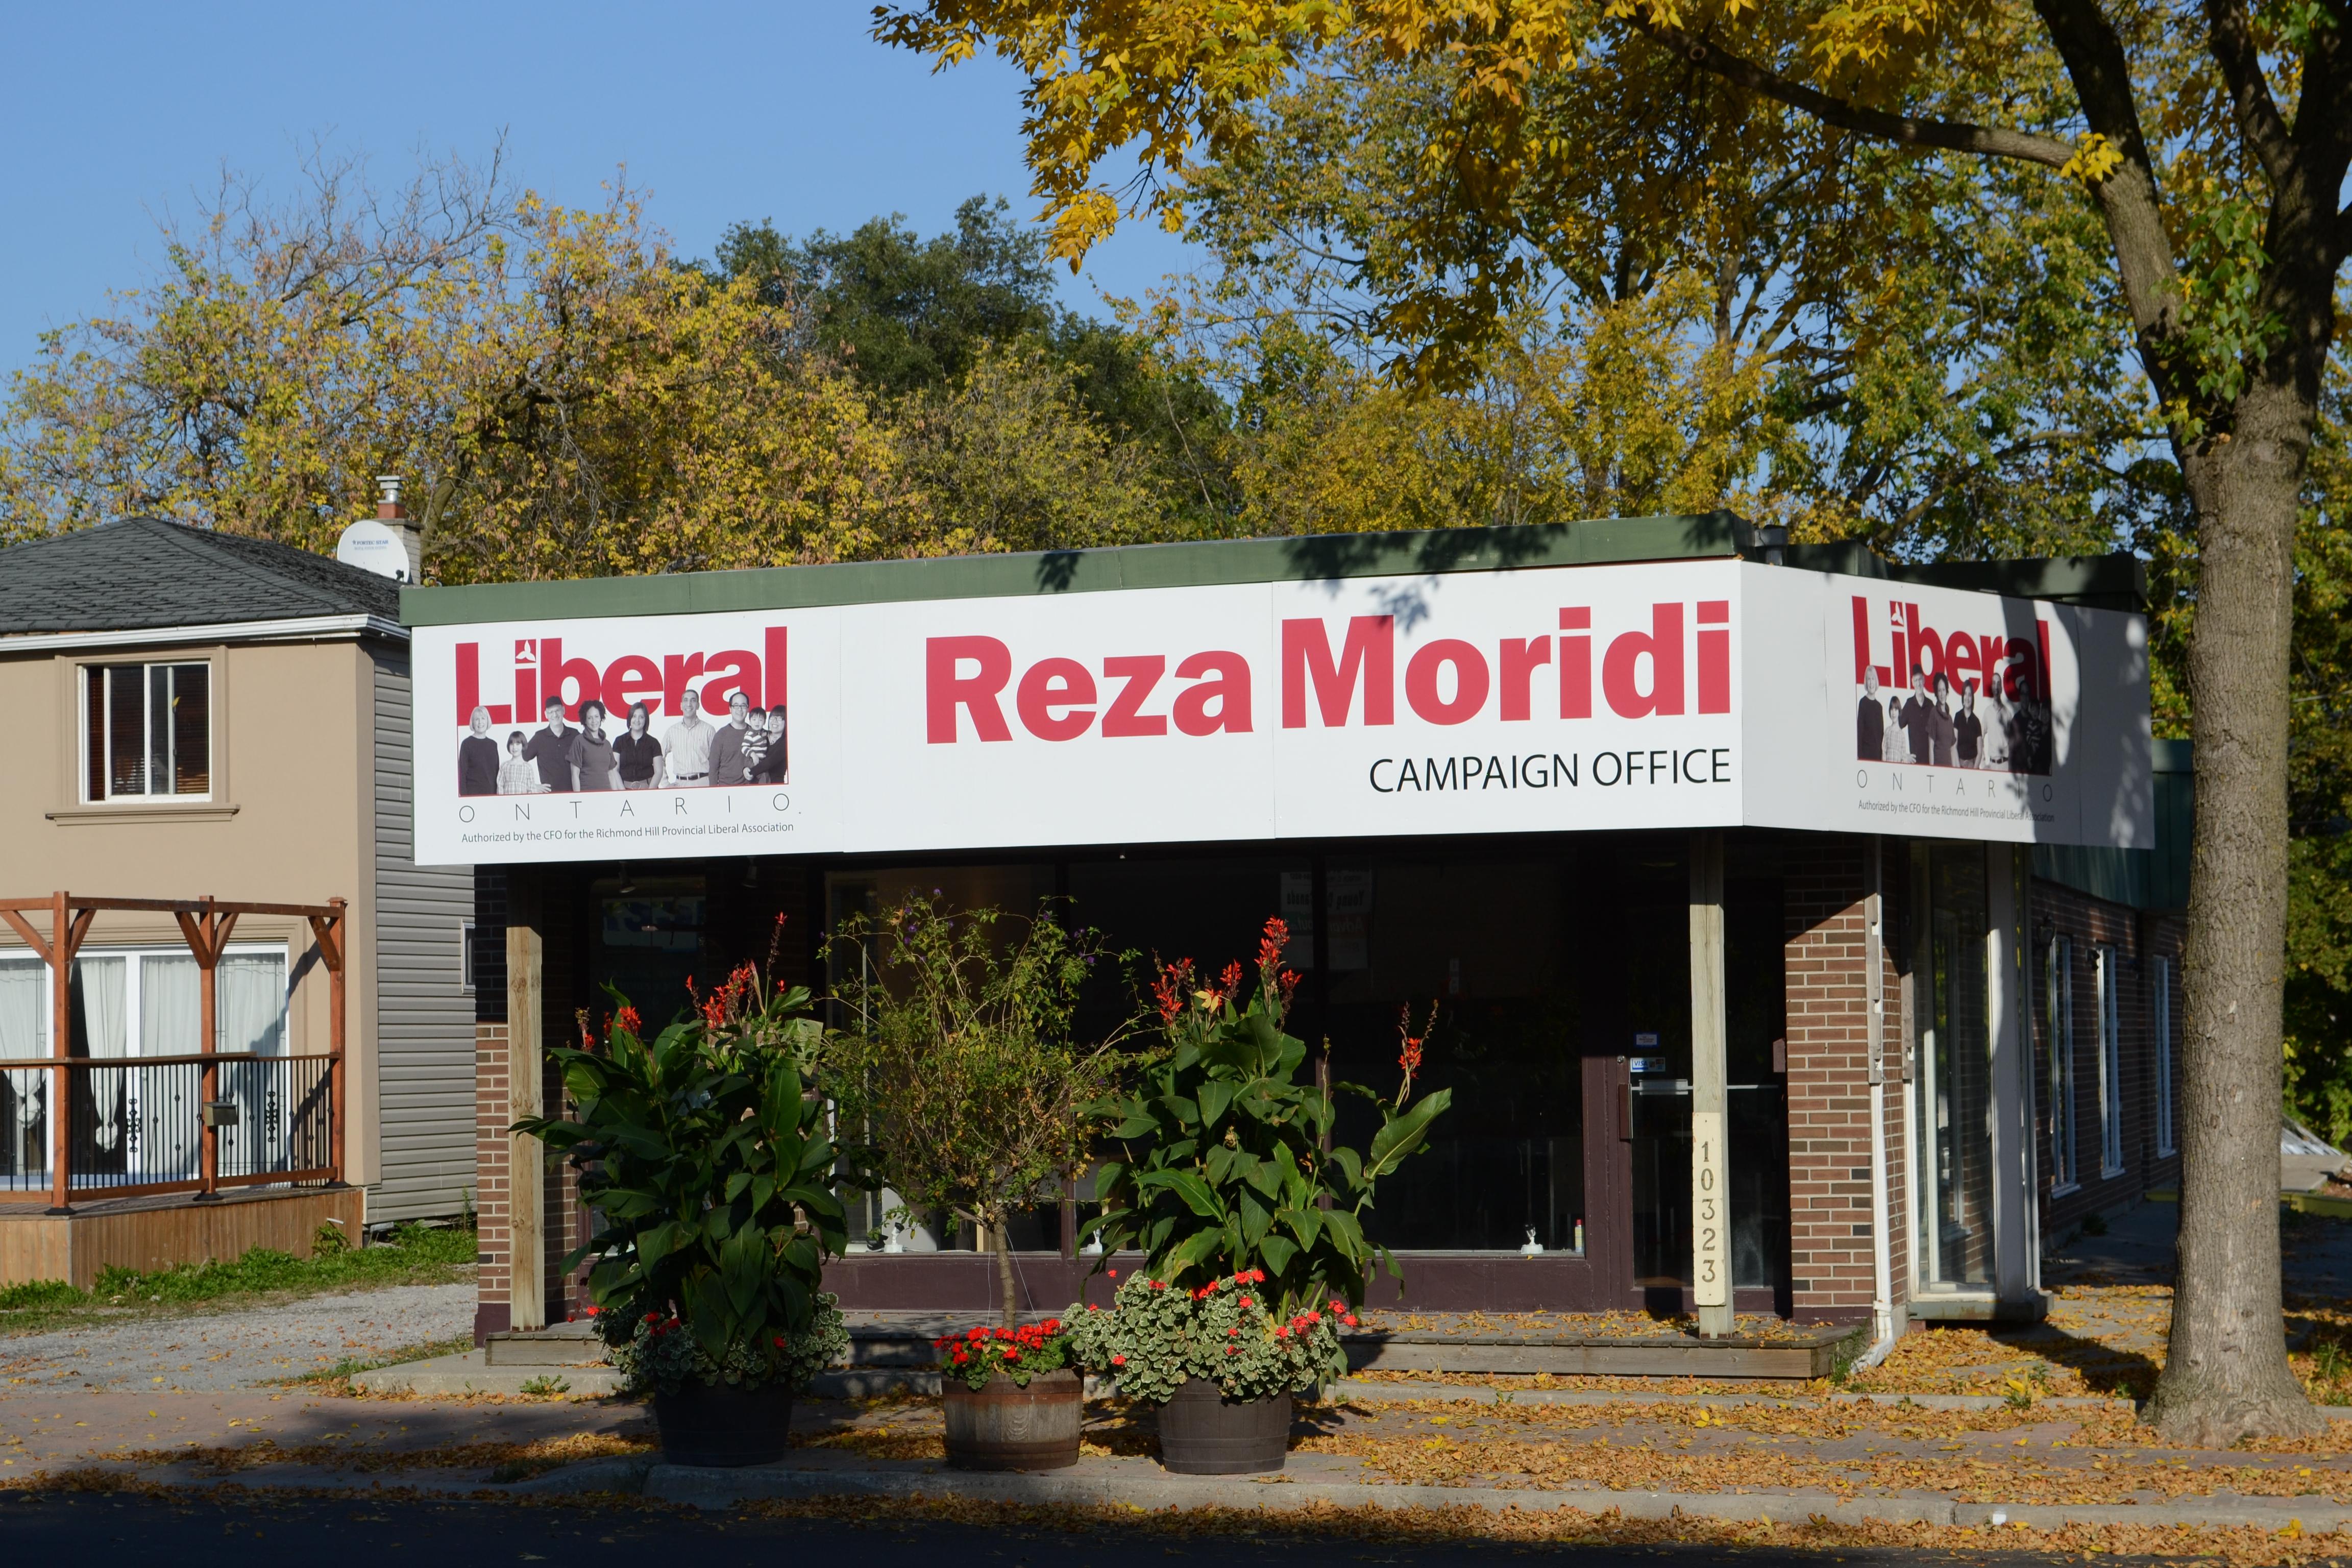 Liberal
ONTARIO
Authorized by the CFO for the Richmond Hill Provincial Liberal Association
Reza Moridi
CAMPAIGN OFFICE
Liberal
ONTARIO
Authorized by the CFO for the Richmond Hill Provincial Liberal Association
10323